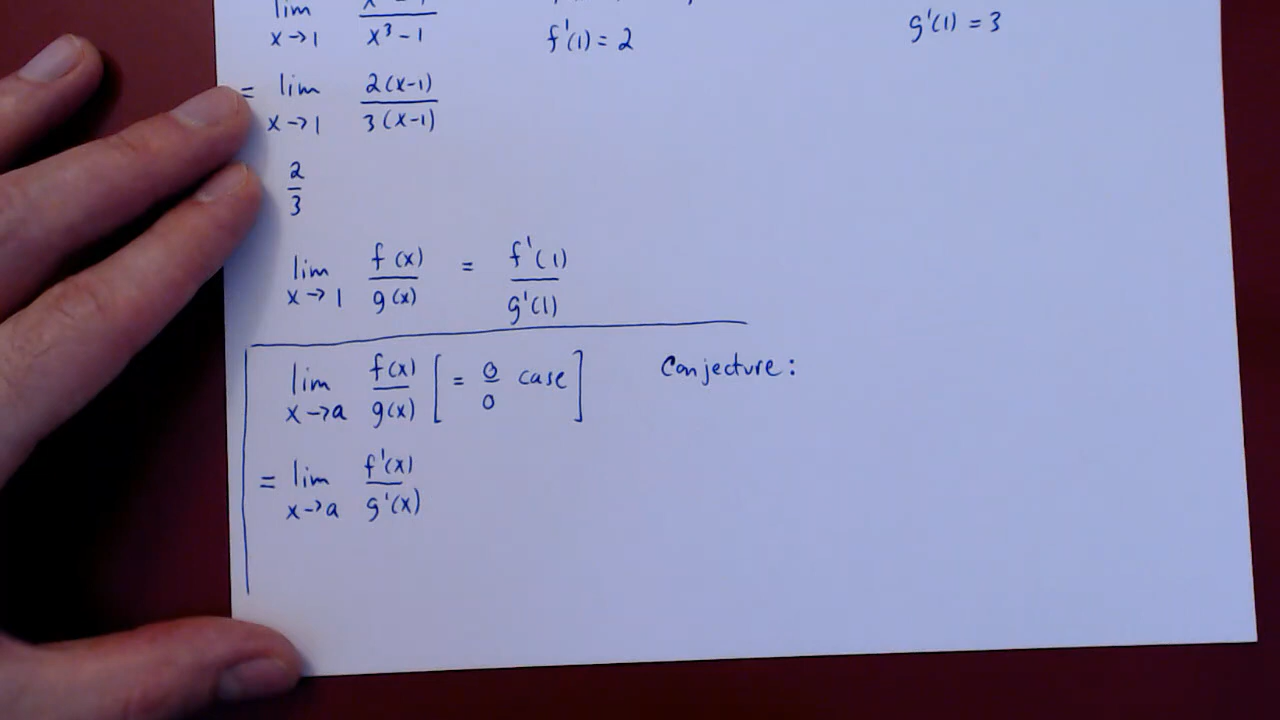 lim
x→1 x³-1 f'(1) = 2 g'(1) = 3
= lim 2(x-1)
x→1 3(x-1)
2
3
lim f(x) = f'(1)
x→1 g(x) g'(1)
lim f(x) [ = 0 case ] Conjecture:
x→a g(x) 0
= lim f'(x)
x→a g'(x)